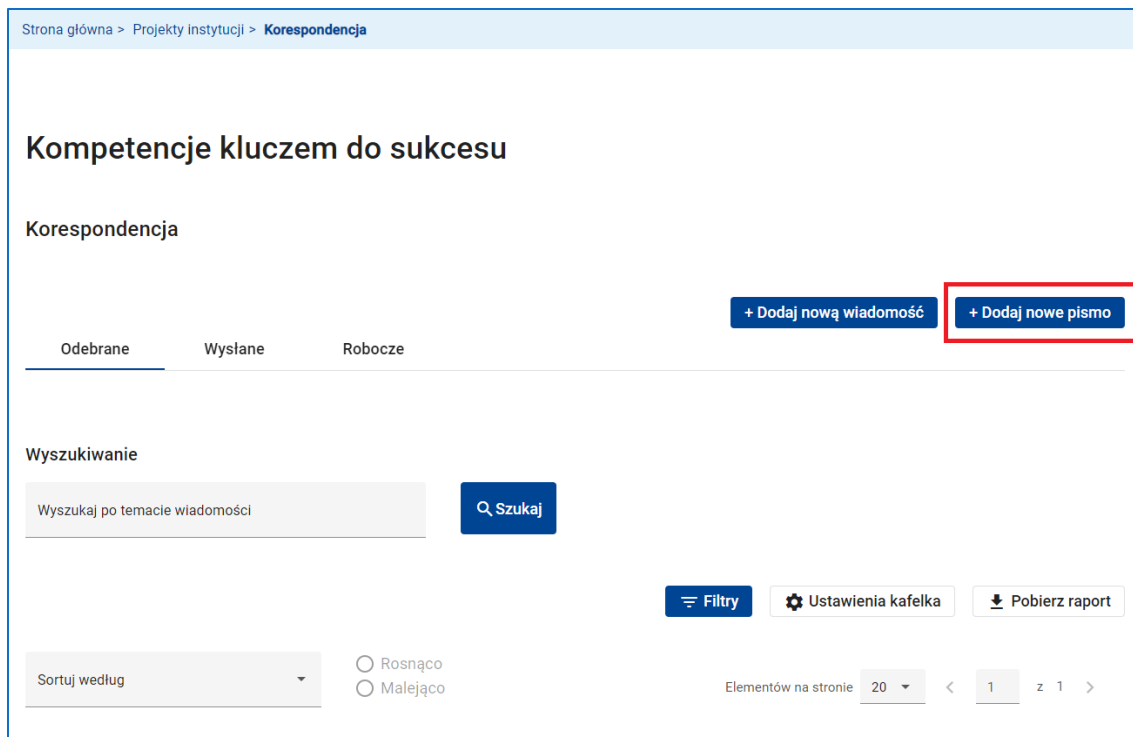 Strona główna > Projekty instytucji > Korespondencja
Kompetencje kluczem do sukcesu
Korespondencja
+ Dodaj nową wiadomość + Dodaj nowe pismo
Odebrane Wysłane Robocze
Wyszukiwanie
Wyszukaj po temacie wiadomości Szukaj
Filtry Ustawienia kafelka Pobierz raport
Sortuj według
Rosnąco
Malejąco
Elementów na stronie 20 < 1 z 1 >